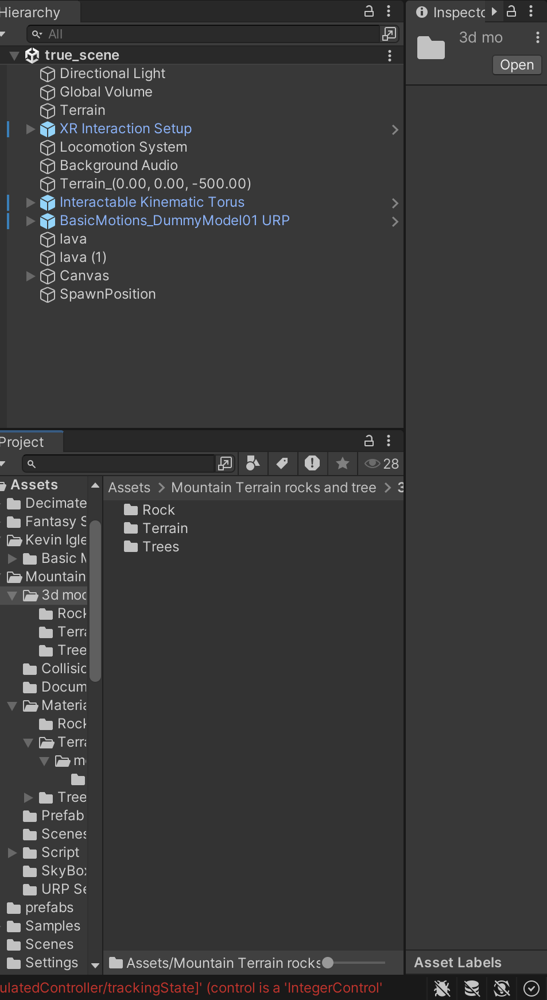 Hierarchy
All
true_scene
Directional Light
Global Volume
Terrain
XR Interaction Setup
Locomotion System
Background Audio
Terrain_(0.00, 0.00, -500.00)
Interactable Kinematic Torus
BasicMotions_DummyModel01 URP
lava
lava (1)
Canvas
SpawnPosition
Inspecto
3d mo
Open
Project
28
Assets
Decimate
Fantasy S
Kevin Igle
Basic M
Mountain
3d mod
Rock
Terra
Tree
Collisio
Docum
Materia
Rock
Terra
m
Tree
Prefab
Scenes
Script
SkyBox
URP Se
prefabs
Samples
Scenes
Settings
Assets > Mountain Terrain rocks and tree > 3
Rock
Terrain
Trees
Assets/Mountain Terrain rocks
Asset Labels
ulatedController/trackingState]' (control is a 'IntegerControl'